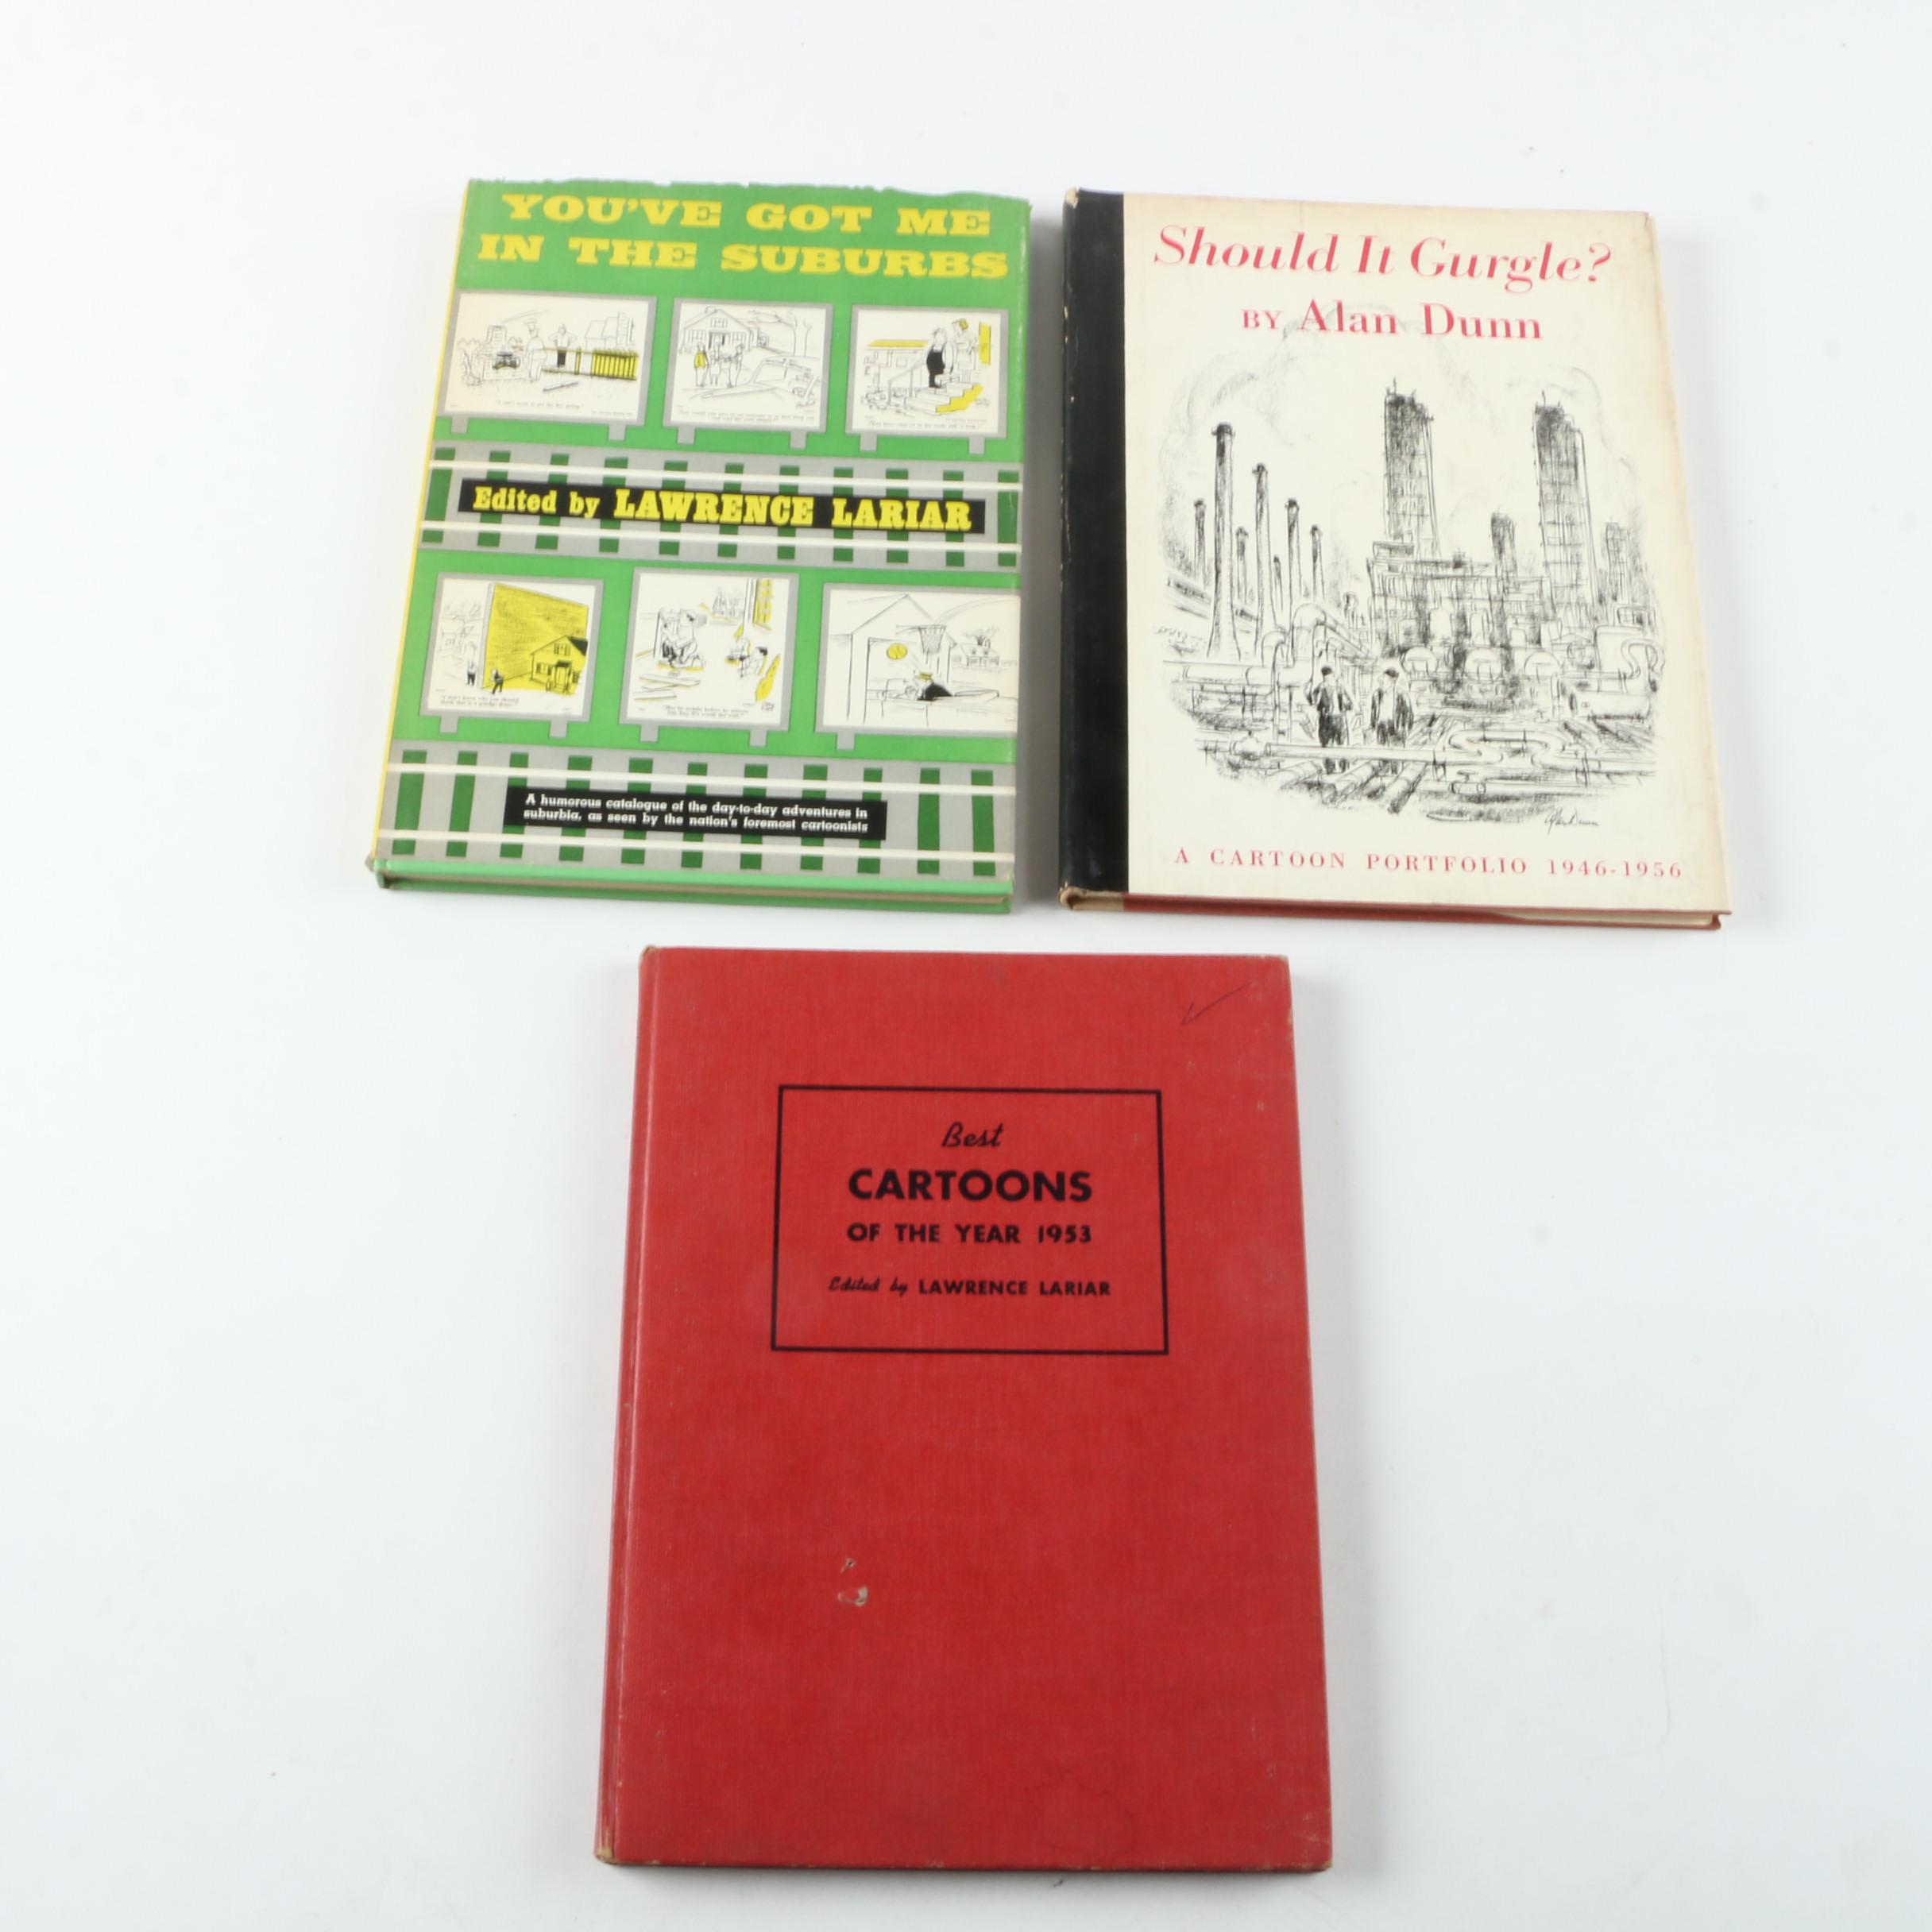 YOU'VE GOT ME
IN THE SUBURBS
Edited by LAWRENCE LARIAR
A humorous catalogue of the day-to-day adventures in
suburbia, as seen by the nation's foremost cartoonists
Should It Gurgle?
BY Alan Dunn
Alan Dunn
A CARTOON PORTFOLIO 1946-1956
Best
CARTOONS
OF THE YEAR 1953
Edited by LAWRENCE LARIAR